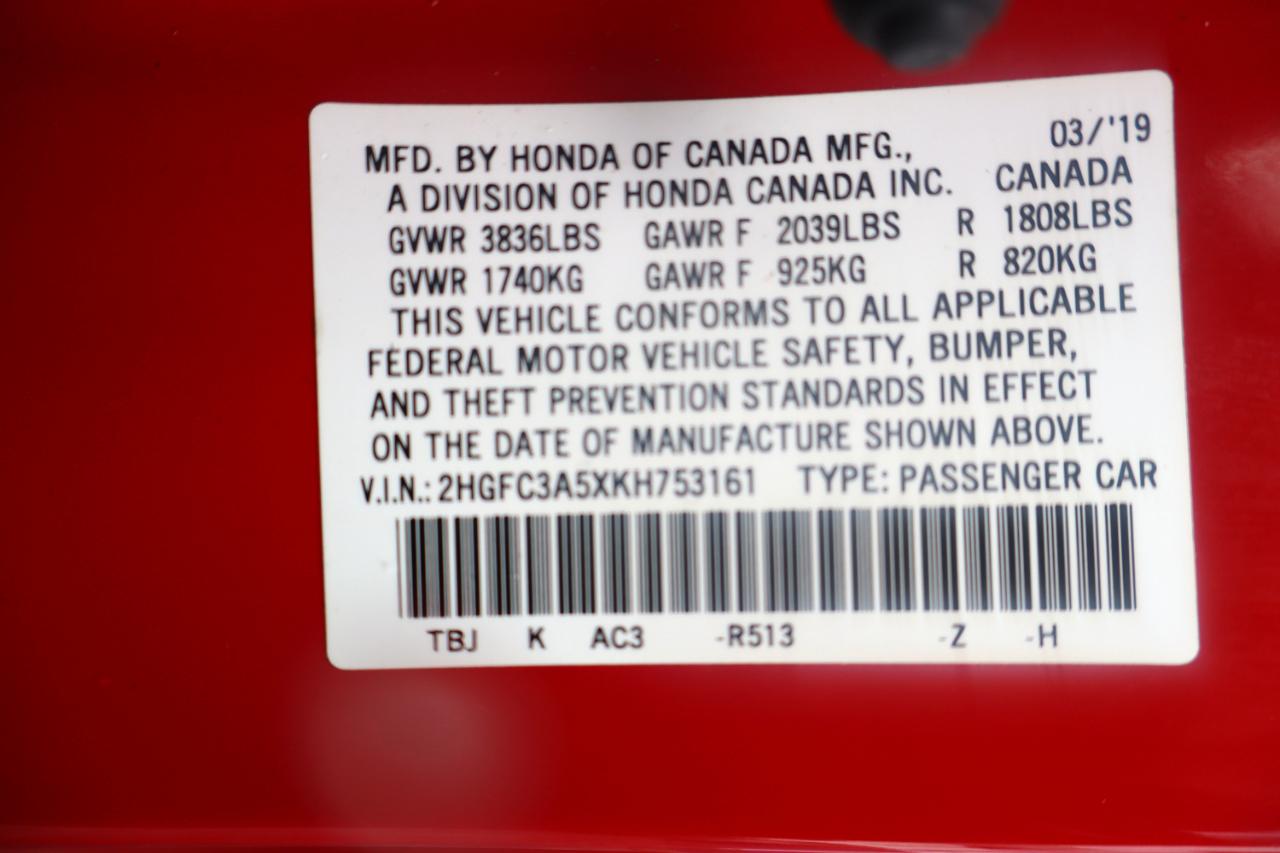 03/'19
MFD. BY HONDA OF CANADA MFG.,
A DIVISION OF HONDA CANADA INC. CANADA
GVWR 3836LBS GAWR F 2039LBS R 1808LBS
GVWR 1740KG GAWR F 925KG R 820KG
THIS VEHICLE CONFORMS TO ALL APPLICABLE
FEDERAL MOTOR VEHICLE SAFETY, BUMPER,
AND THEFT PREVENTION STANDARDS IN EFFECT
ON THE DATE OF MANUFACTURE SHOWN ABOVE.
V.I.N.: 2HGFC3A5XKH753161 TYPE: PASSENGER CAR
TBJ K AC3 -R513 -Z -H